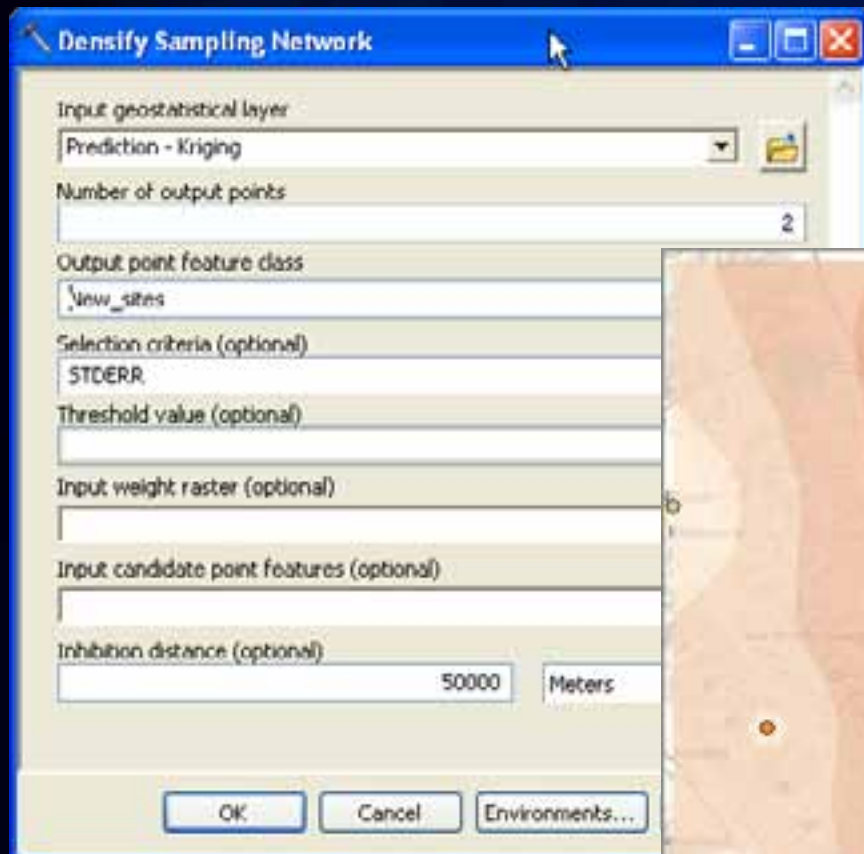 Densify Sampling Network
Input geostatistical layer
Prediction - Kriging
Number of output points
2
Output point feature class
New_sites
Selection criteria (optional)
STDERR
Threshold value (optional)
Input weight raster (optional)
Input candidate point features (optional)
Inhibition distance (optional)
50000 Meters
OK Cancel Environments...